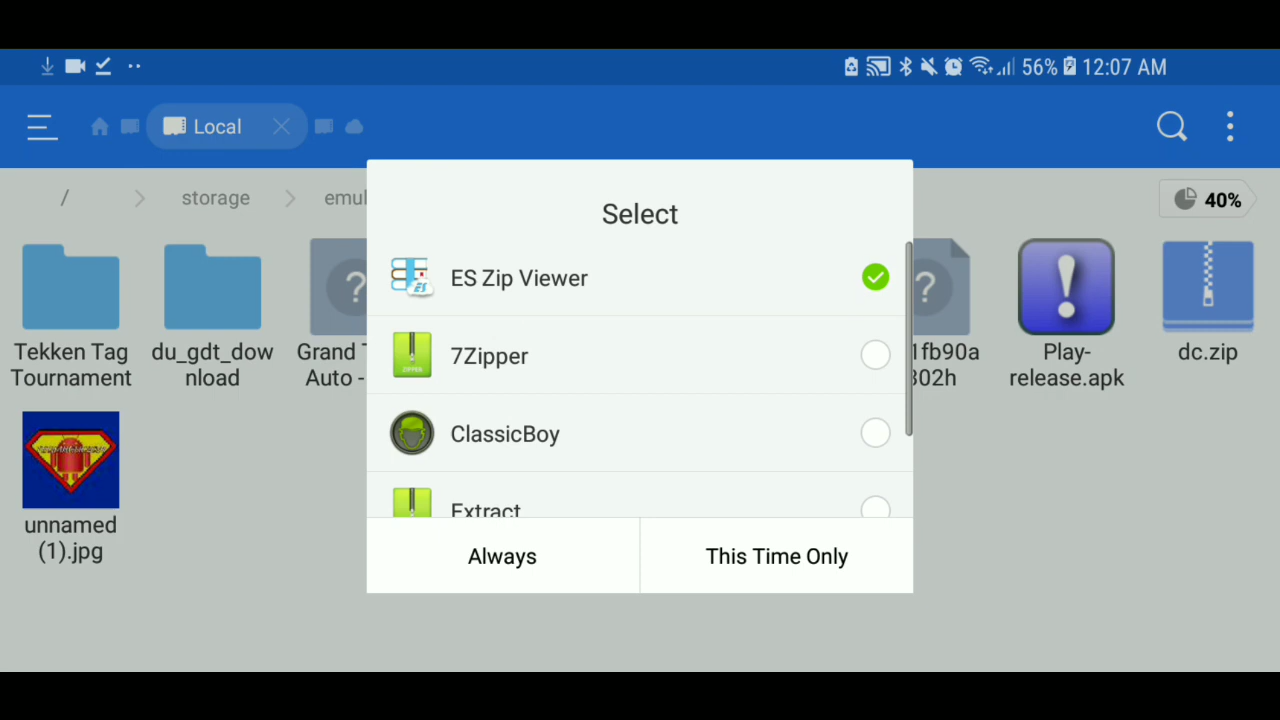 56% 12:07 AM
Local
/ storage emul
40%
Select
ES Zip Viewer
7Zipper
ClassicBoy
Extract
Always This Time Only
Tekken Tag
Tournament
du_gdt_dow
nload
Grand T
Auto -
1fb90a
302h
Play-
release.apk
dc.zip
unnamed
(1).jpg